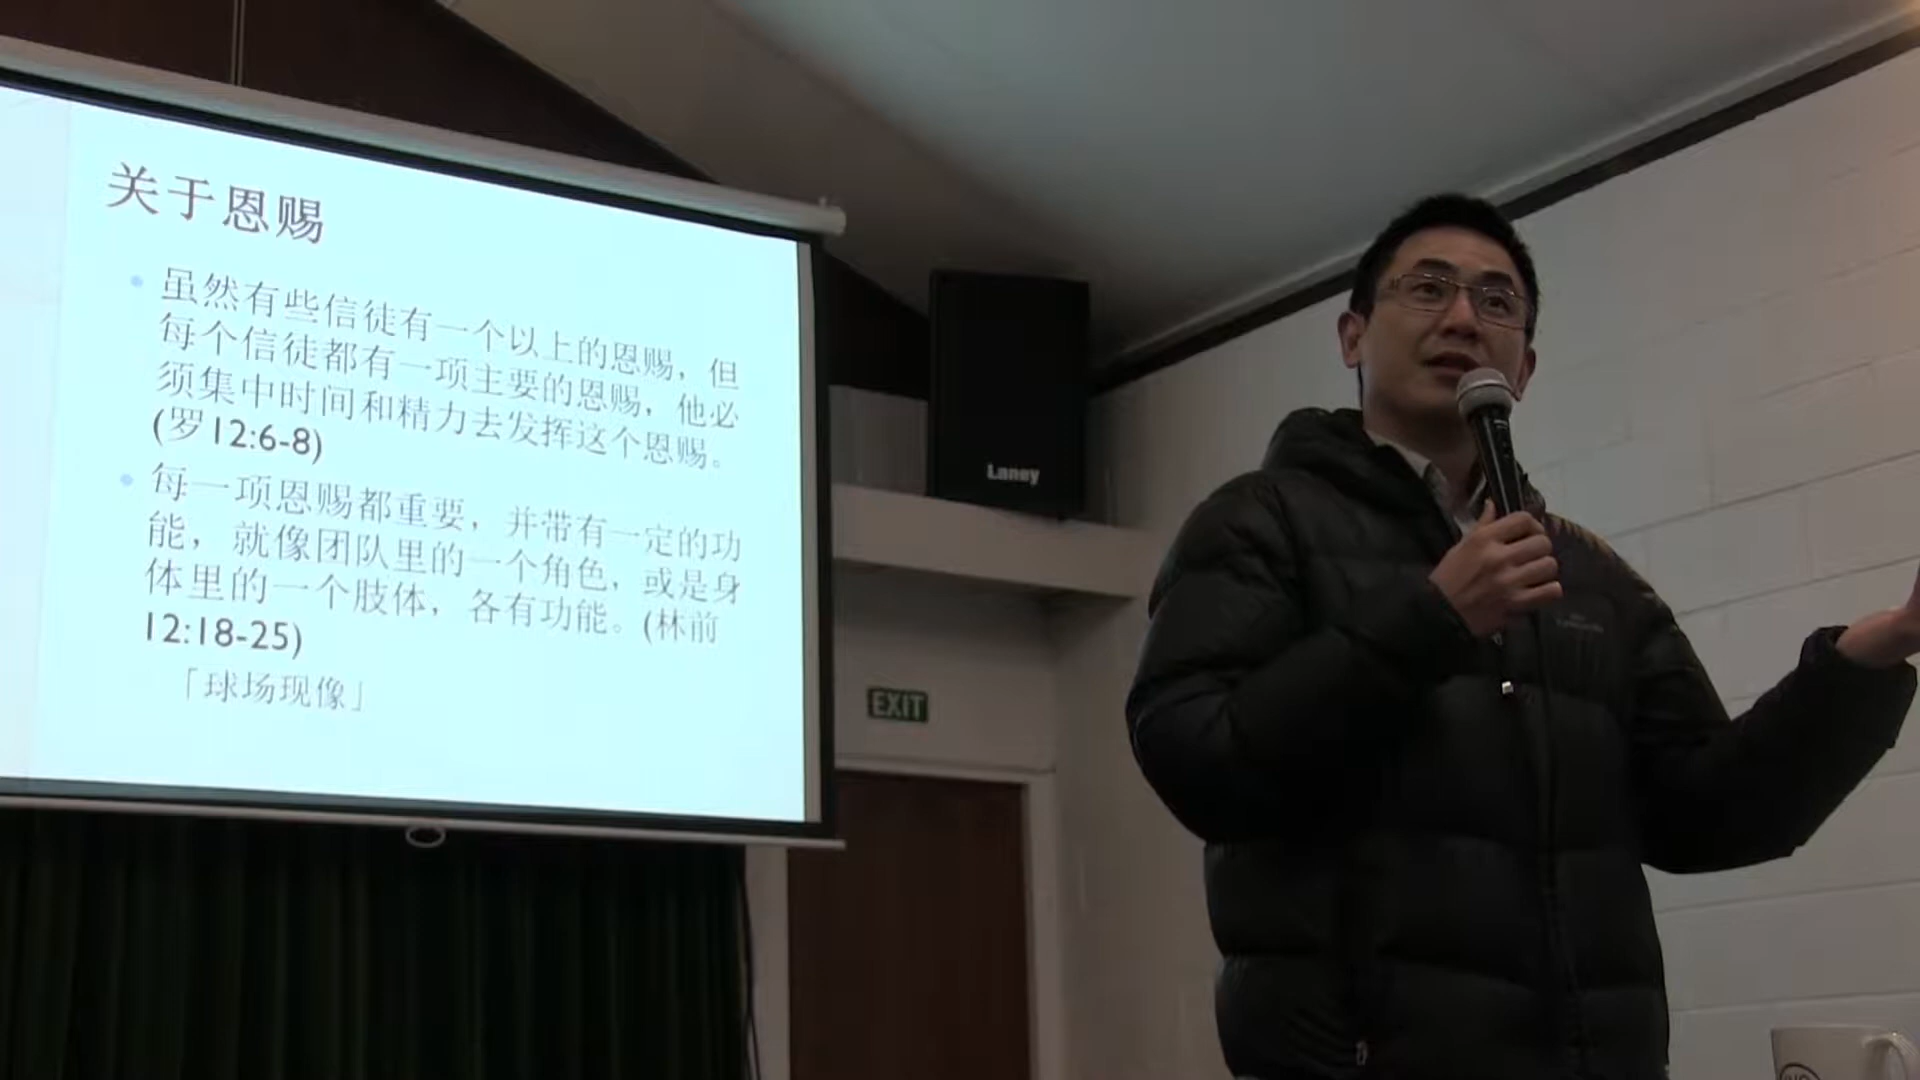 关于恩赐
虽然有些信徒有一个以上的恩赐，但
每个信徒都有一项主要的恩赐，他必
须集中时间和精力去发挥这个恩赐。
(罗12:6-8)
每一项恩赐都重要，并带有一定的功
能，就像团队里的一个角色，或是身
体里的一个肢体，各有功能。(林前
12:18-25)
「球场现像」
Laney
EXIT